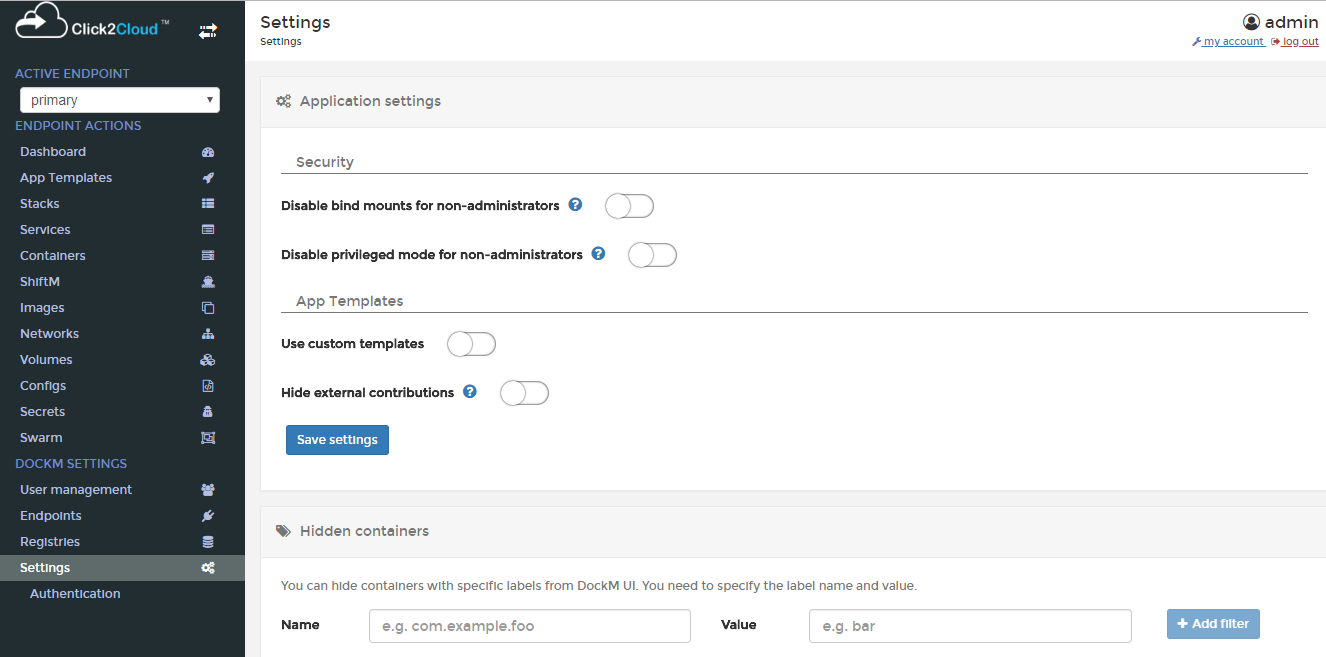 Click2Cloud ™
ACTIVE ENDPOINT
primary
ENDPOINT ACTIONS
Dashboard
App Templates
Stacks
Services
Containers
ShiftM
Images
Networks
Volumes
Configs
Secrets
Swarm
DOCKM SETTINGS
User management
Endpoints
Registries
Settings
Authentication
Settings
Settings
admin
my account log out
Application settings
Security
Disable bind mounts for non-administrators ?
Disable privileged mode for non-administrators ?
App Templates
Use custom templates
Hide external contributions ?
Save settings
Hidden containers
You can hide containers with specific labels from DockM UI. You need to specify the label name and value.
Name e.g. com.example.foo Value e.g. bar + Add filter